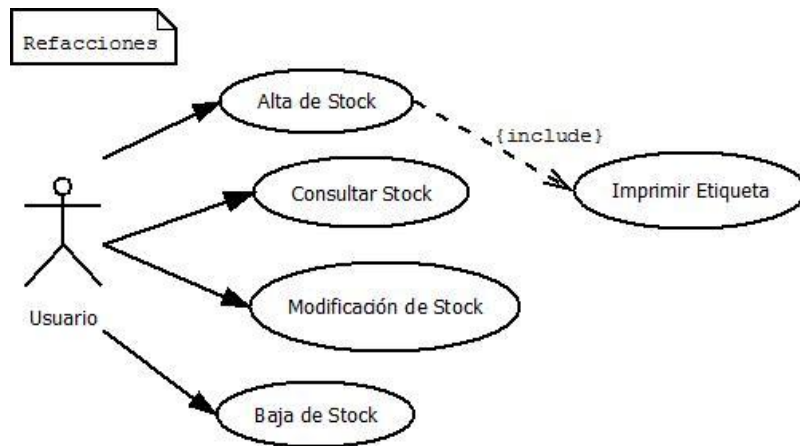 Refacciones
Alta de Stock
{include}
Consultar Stock
Imprimir Etiqueta
Modificación de Stock
Usuario
Baja de Stock